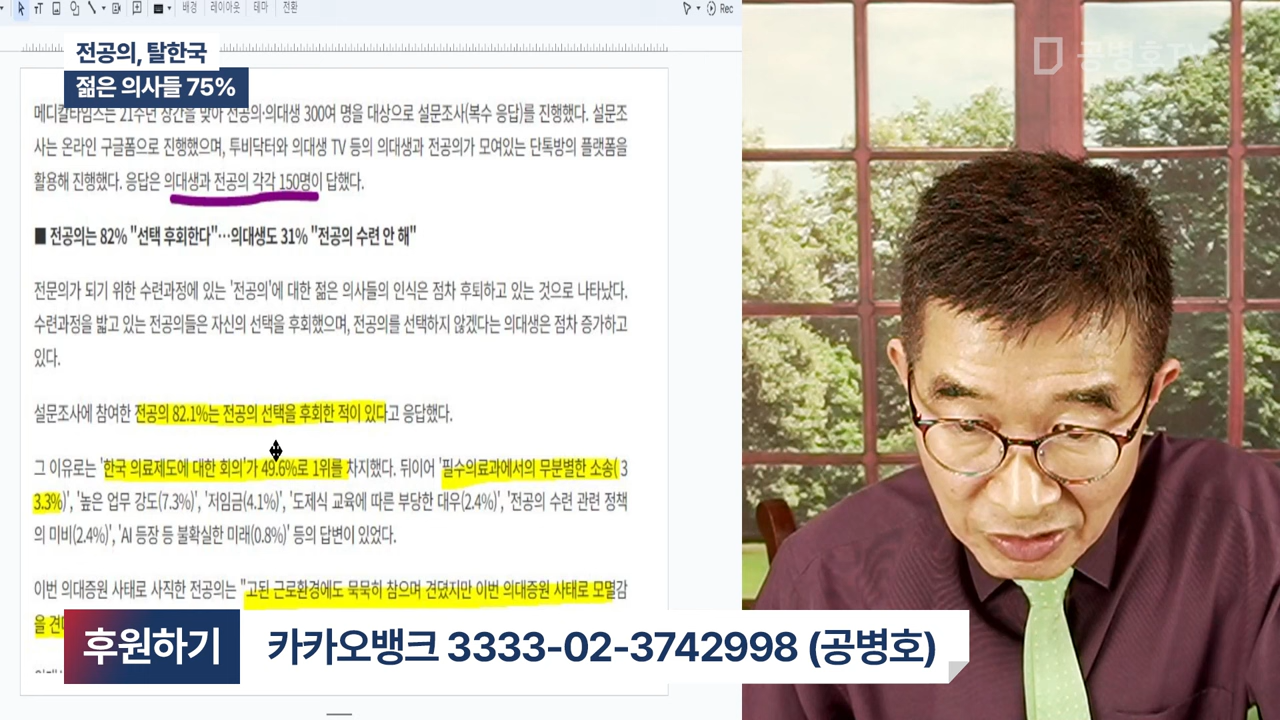 배경 레이아웃 테마 전환
Rec
전공의, 탈한국
젊은 의사들 75%
공병호TV
메디칼타임즈는 21주년 창간을 맞아 전공의·의대생 300여 명을 대상으로 설문조사(복수 응답)를 진행했다. 설문조
사는 온라인 구글폼으로 진행했으며, 투비닥터와 의대생 TV 등의 의대생과 전공의가 모여있는 단톡방의 플랫폼을
활용해 진행했다. 응답은 의대생과 전공의 각각 150명이 답했다.
■ 전공의는 82% "선택 후회한다"…의대생도 31% "전공의 수련 안 해"
전문의가 되기 위한 수련과정에 있는 '전공의'에 대한 젊은 의사들의 인식은 점차 후퇴하고 있는 것으로 나타났다.
수련과정을 밟고 있는 전공의들은 자신의 선택을 후회했으며, 전공의를 선택하지 않겠다는 의대생은 점차 증가하고
있다.
설문조사에 참여한 전공의 82.1%는 전공의 선택을 후회한 적이 있다고 응답했다.
그 이유로는 '한국 의료제도에 대한 회의'가 49.6%로 1위를 차지했다. 뒤이어 '필수의료과에서의 무분별한 소송( 3
3.3%)', '높은 업무 강도(7.3%)', '저임금(4.1%)', '도제식 교육에 따른 부당한 대우(2.4%)', '전공의 수련 관련 정책
의 미비(2.4%)', 'AI 등장 등 불확실한 미래(0.8%)' 등의 답변이 있었다.
이번 의대증원 사태로 사직한 전공의는 "고된 근로환경에도 묵묵히 참으며 견뎠지만 이번 의대증원 사태로 모멸감
을
후원하기 카카오뱅크 3333-02-3742998 (공병호)